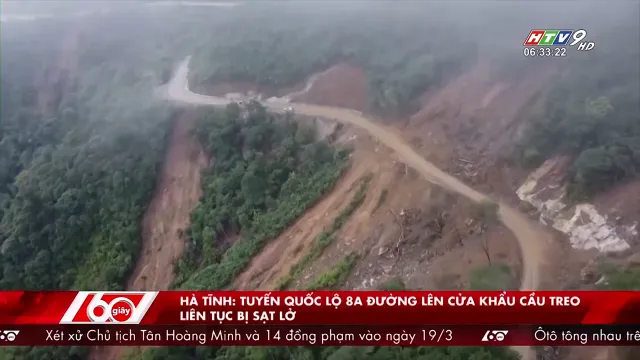 HTV9 HD
06:33:22
60 giây
HÀ TĨNH: TUYẾN QUỐC LỘ 8A ĐƯỜNG LÊN CỬA KHẨU CẦU TREO
LIÊN TỤC BỊ SẠT LỞ
60 Xét xử Chủ tịch Tân Hoàng Minh và 14 đồng phạm vào ngày 19/3 60 Ôtô tông nhau trê